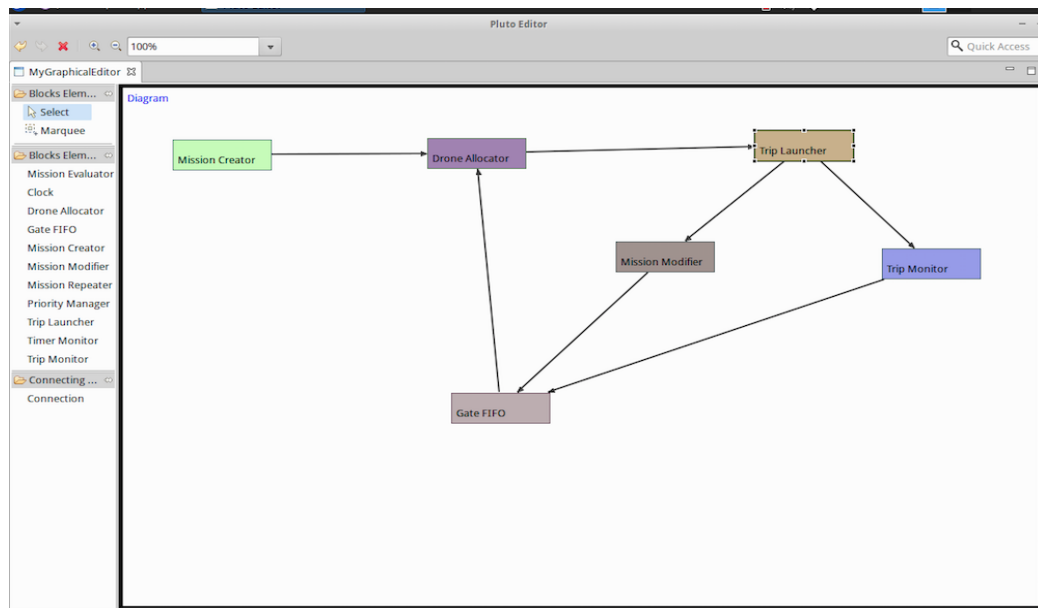 Pluto Editor
100%
Quick Access
MyGraphicalEditor
Blocks Elem...
Select
Marquee
Blocks Elem...
Mission Evaluator
Clock
Drone Allocator
Gate FIFO
Mission Creator
Mission Modifier
Mission Repeater
Priority Manager
Trip Launcher
Timer Monitor
Trip Monitor
Connecting ...
Connection
Diagram
Mission Creator
Drone Allocator
Trip Launcher
Mission Modifier
Trip Monitor
Gate FIFO